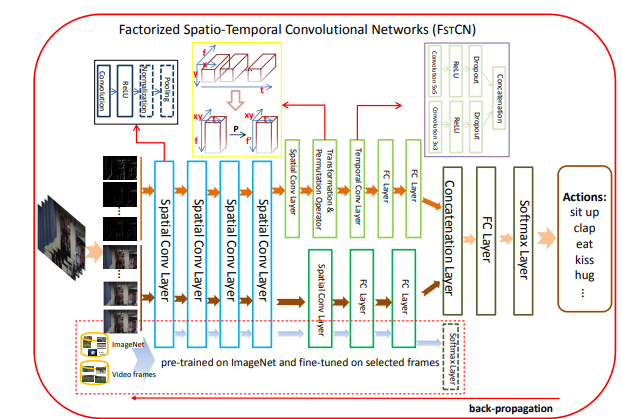 Factorized Spatio-Temporal Convolutional Networks (FSTCN)
Convolution
ReLU
Normalization
Pooling
f
x
y
t
xy
f
P
xy
f'
Convolution 5x5
ReLU
Dropout
Convolution 3x3
ReLU
Dropout
Concatenation
Spatial Conv Layer
Spatial Conv Layer
Spatial Conv Layer
Spatial Conv Layer
Spatial Conv Layer
Transformation &
Permutation Operator
Temporal Conv Layer
FC Layer
FC Layer
Spatial Conv Layer
FC Layer
FC Layer
Concatenation Layer
FC Layer
Softmax Layer
Actions:
sit up
clap
eat
kiss
hug
⋮
ImageNet
Video frames
pre-trained on ImageNet and fine-tuned on selected frames
Softmax Layer
back-propagation